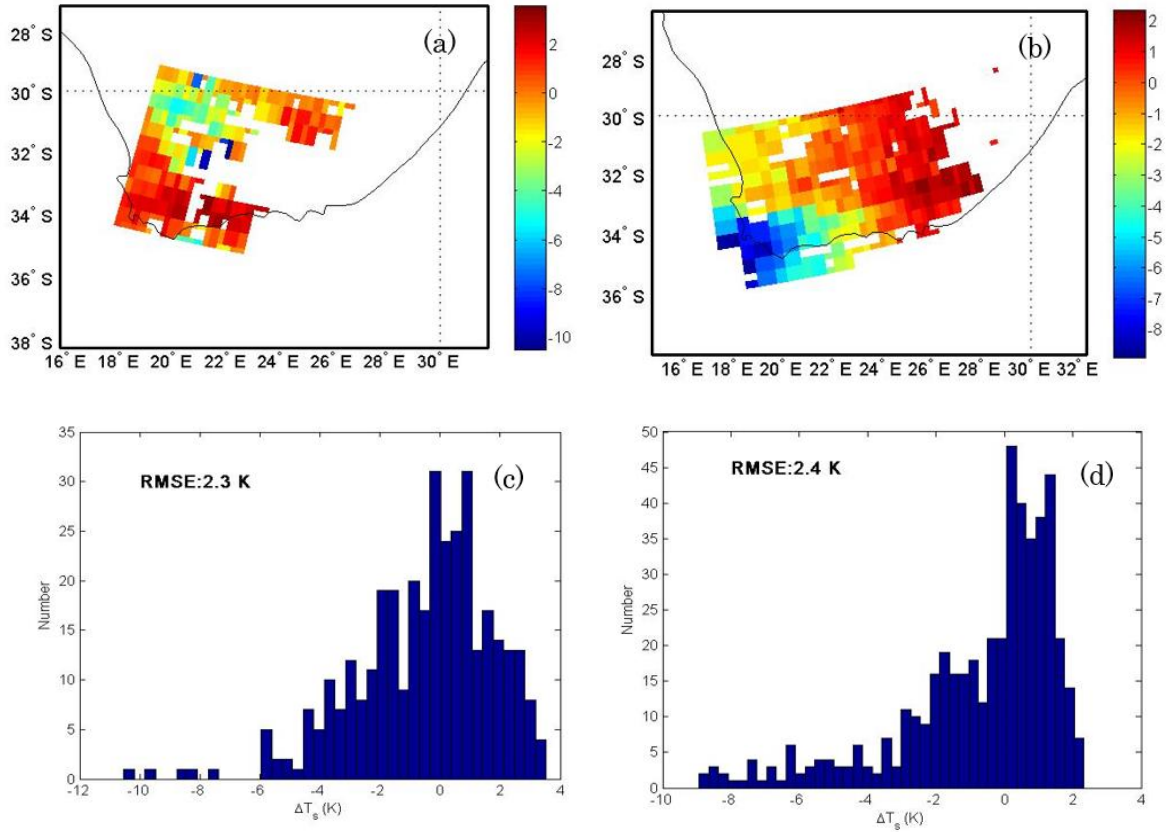 (a)
28° S
30° S
32° S
34° S
36° S
38° S
16° E 18° E 20° E 22° E 24° E 26° E 28° E 30° E
2
0
-2
-4
-6
-8
-10
(b)
28° S
30° S
32° S
34° S
36° S
16° E 18° E 20° E 22° E 24° E 26° E 28° E 30° E 32° E
2
1
0
-1
-2
-3
-4
-5
-6
-7
-8
(c)
RMSE:2.3 K
35
30
25
20
15
10
5
0
Number
-12 -10 -8 -6 -4 -2 0 2 4
ΔTs (K)
(d)
RMSE:2.4 K
50
45
40
35
30
25
20
15
10
5
0
Number
-10 -8 -6 -4 -2 0 2 4
ΔTs (K)